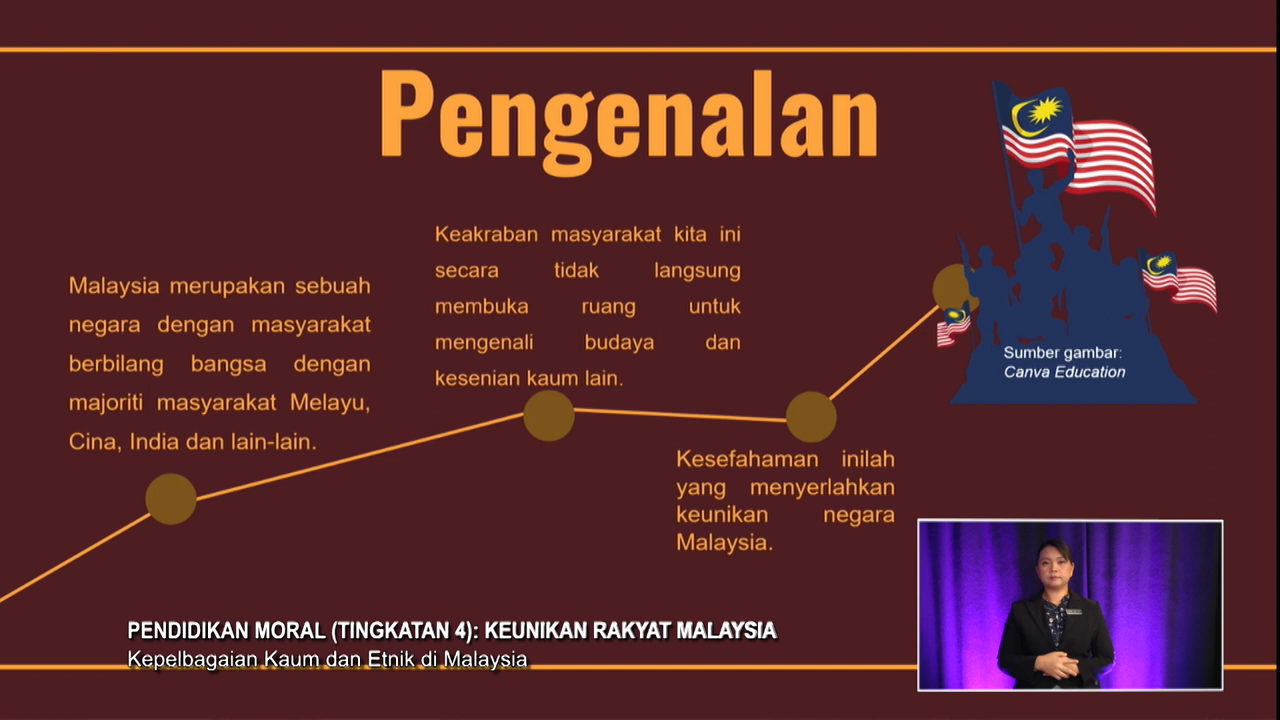 Pengenalan
Malaysia merupakan sebuah
negara dengan masyarakat
berbilang bangsa dengan
majoriti masyarakat Melayu,
Cina, India dan lain-lain.
Keakraban masyarakat kita ini
secara tidak langsung
membuka ruang untuk
mengenali budaya dan
kesenian kaum lain.
Kesefahaman inilah
yang menyerlahkan
keunikan negara
Malaysia.
Sumber gambar:
Canva Education
PENDIDIKAN MORAL (TINGKATAN 4): KEUNIKAN RAKYAT MALAYSIA
Kepelbagaian Kaum dan Etnik di Malaysia